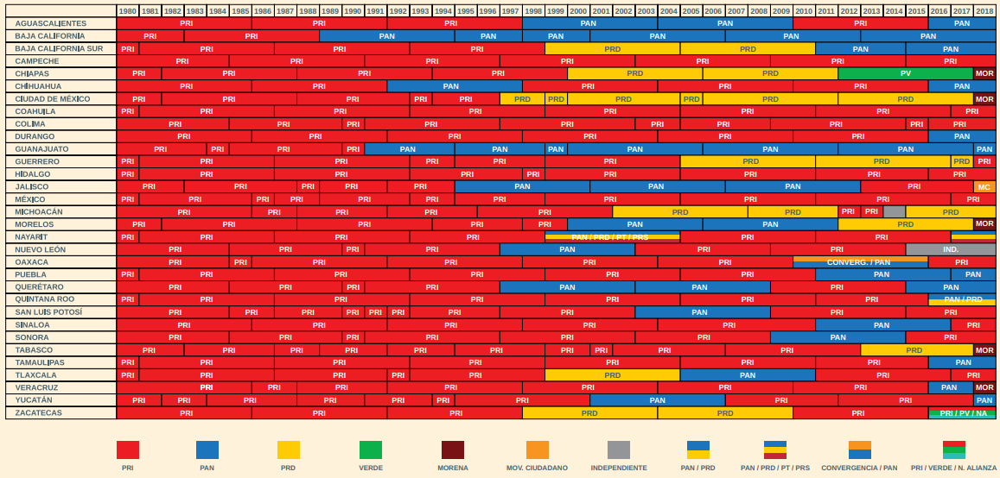 1980 1981 1982 1983 1984 1985 1986 1987 1988 1989 1990 1991 1992 1993 1994 1995 1996 1997 1998 1999 2000 2001 2002 2003 2004 2005 2006 2007 2008 2009 2010 2011 2012 2013 2014 2015 2016 2017 2018
AGUASCALIENTES PRI PRI PRI PAN PAN PRI PAN
BAJA CALIFORNIA PRI PRI PAN PAN PAN PAN PAN PAN
BAJA CALIFORNIA SUR PRI PRI PRI PRI PRD PRD PAN PAN
CAMPECHE PRI PRI PRI PRI PRI PRI PRI
CHIAPAS PRI PRI PRI PRI PRD PRD PV MOR
CHIHUAHUA PRI PRI PAN PRI PRI PRI PAN
CIUDAD DE MÉXICO PRI PRI PRI PRI PRI PRD PRD PRD PRD PRD PRD MOR
COAHUILA PRI PRI PRI PRI PRI PRI PRI PRI
COLIMA PRI PRI PRI PRI PRI PRI PRI PRI PRI PRI
DURANGO PRI PRI PRI PRI PRI PRI PAN
GUANAJUATO PRI PRI PRI PAN PAN PAN PAN PAN PAN PAN
GUERRERO PRI PRI PRI PRI PRI PRI PRD PRD PRD PRI
HIDALGO PRI PRI PRI PRI PRI PRI PRI PRI PRI
JALISCO PRI PRI PRI PRI PRI PAN PAN PAN PRI MC
MÉXICO PRI PRI PRI PRI PRI PRI PRI PRI PRI PRI PRI
MICHOACÁN PRI PRI PRI PRI PRI PRD PRD PRI PRI PRD
MORELOS PRI PRI PRI PRI PRI PAN PAN PRD MOR
NAYARIT PRI PRI PRI PRI PAN / PRD / PT / PRS PRI PRI
NUEVO LEÓN PRI PRI PRI PRI PAN PRI PRI IND.
OAXACA PRI PRI PRI PRI PRI PRI CONVERG. / PAN PRI
PUEBLA PRI PRI PRI PRI PRI PRI PAN PAN
QUERÉTARO PRI PRI PRI PRI PAN PAN PRI PAN
QUINTANA ROO PRI PRI PRI PRI PRI PRI PRI PAN / PRD
SAN LUIS POTOSÍ PRI PRI PRI PRI PRI PRI PRI PRI PAN PRI PRI
SINALOA PRI PRI PRI PRI PRI PAN PRI
SONORA PRI PRI PRI PRI PRI PRI PAN PRI
TABASCO PRI PRI PRI PRI PRI PRI PRI PRI PRI PRI PRD MOR
TAMAULIPAS PRI PRI PRI PRI PRI PRI PRI PAN
TLAXCALA PRI PRI PRI PRI PRI PRD PAN PRI PRI
VERACRUZ PRI PRI PRI PRI PRI PRI PRI PAN MOR
YUCATÁN PRI PRI PRI PRI PRI PRI PRI PAN PRI PRI PAN
ZACATECAS PRI PRI PRI PRD PRD PRI PRI / PV / NA
PRI PAN PRD VERDE MORENA MOV. CIUDADANO INDEPENDIENTE PAN / PRD PAN / PRD / PT / PRS CONVERGENCIA / PAN PRI / VERDE / N. ALIANZA